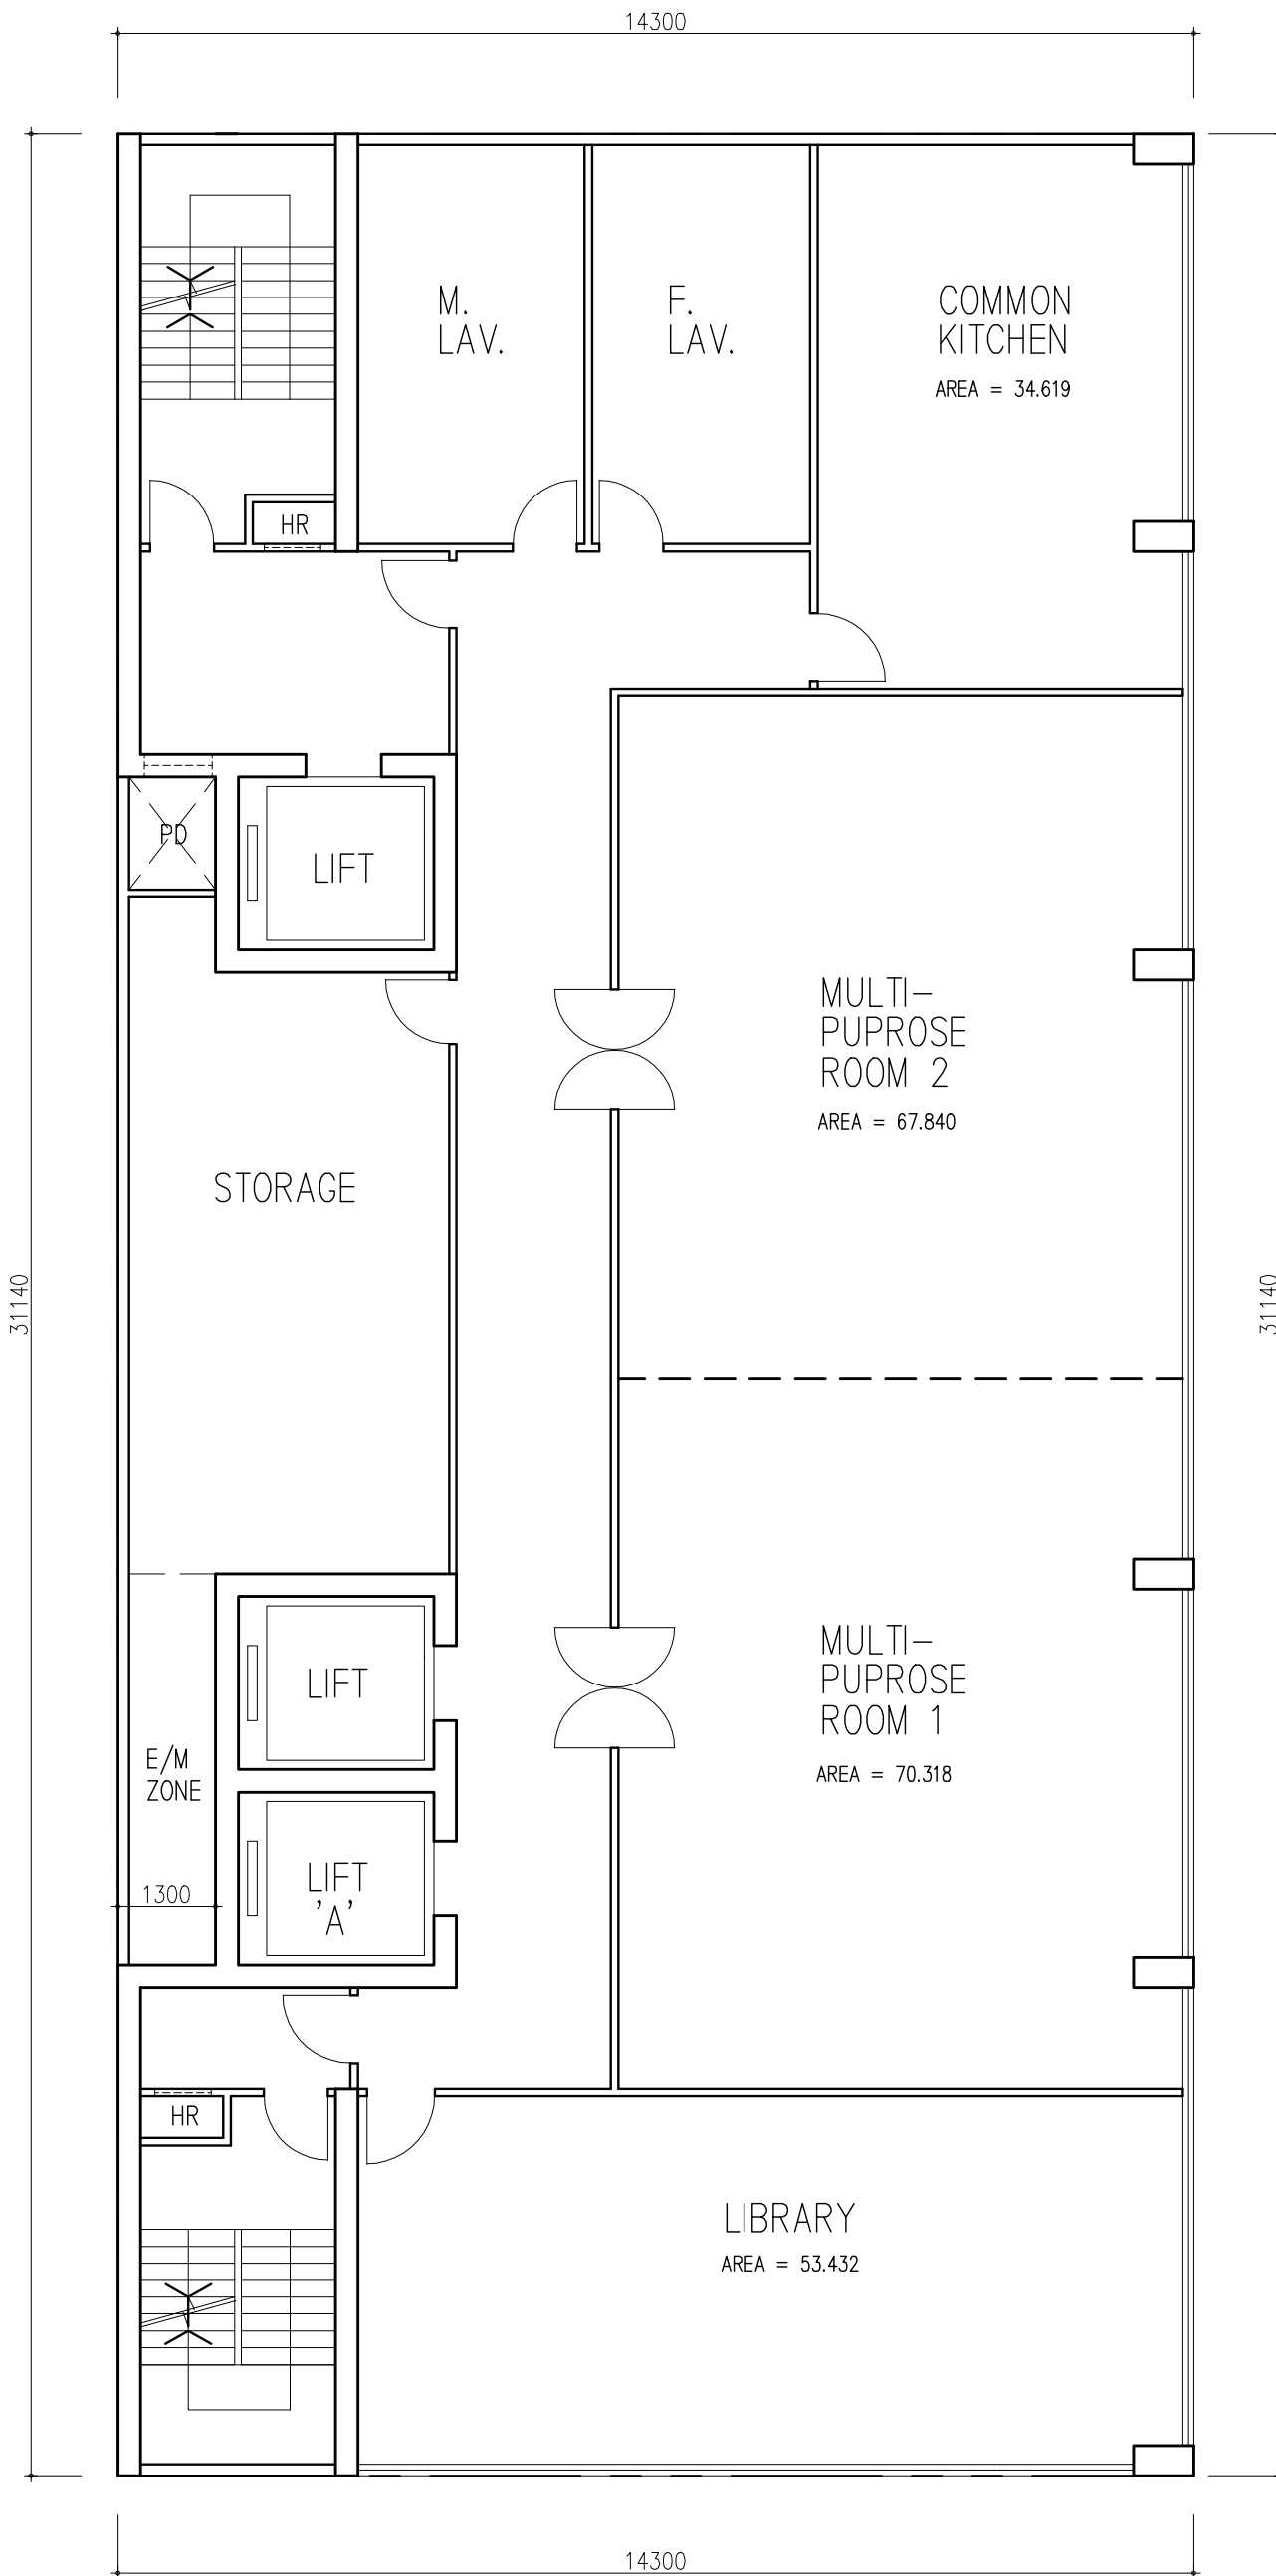 14300
M.
LAV.
F.
LAV.
COMMON
KITCHEN
AREA = 34.619
HR
PD
LIFT
MULTI-
PUPROSE
ROOM 2
AREA = 67.840
STORAGE
31140
31140
MULTI-
PUPROSE
ROOM 1
AREA = 70.318
LIFT
E/M
ZONE
LIFT
'A'
1300
HR
LIBRARY
AREA = 53.432
14300